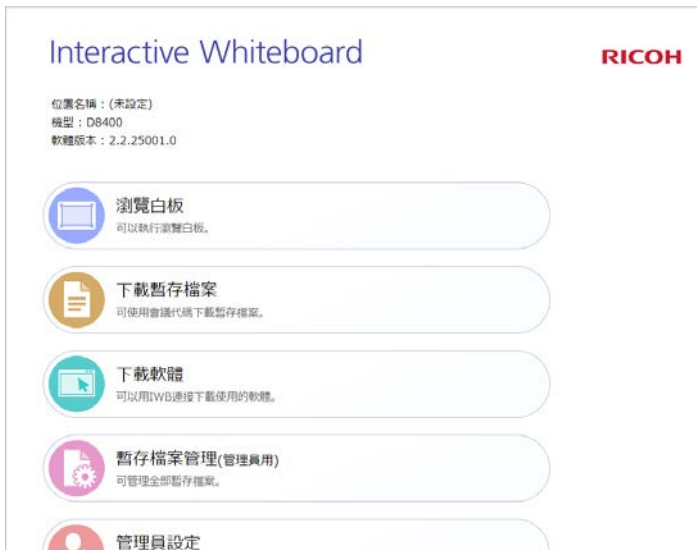 Interactive Whiteboard
RICOH
位置名稱：(未設定)
機型：D8400
軟體版本：2.2.25001.0
瀏覽白板
可以執行瀏覽白板。
下載暫存檔案
可使用會議代碼下載暫存檔案。
下載軟體
可以用IWB連接下載使用的軟體。
暫存檔案管理(管理員用)
可管理全部暫存檔案。
管理員設定